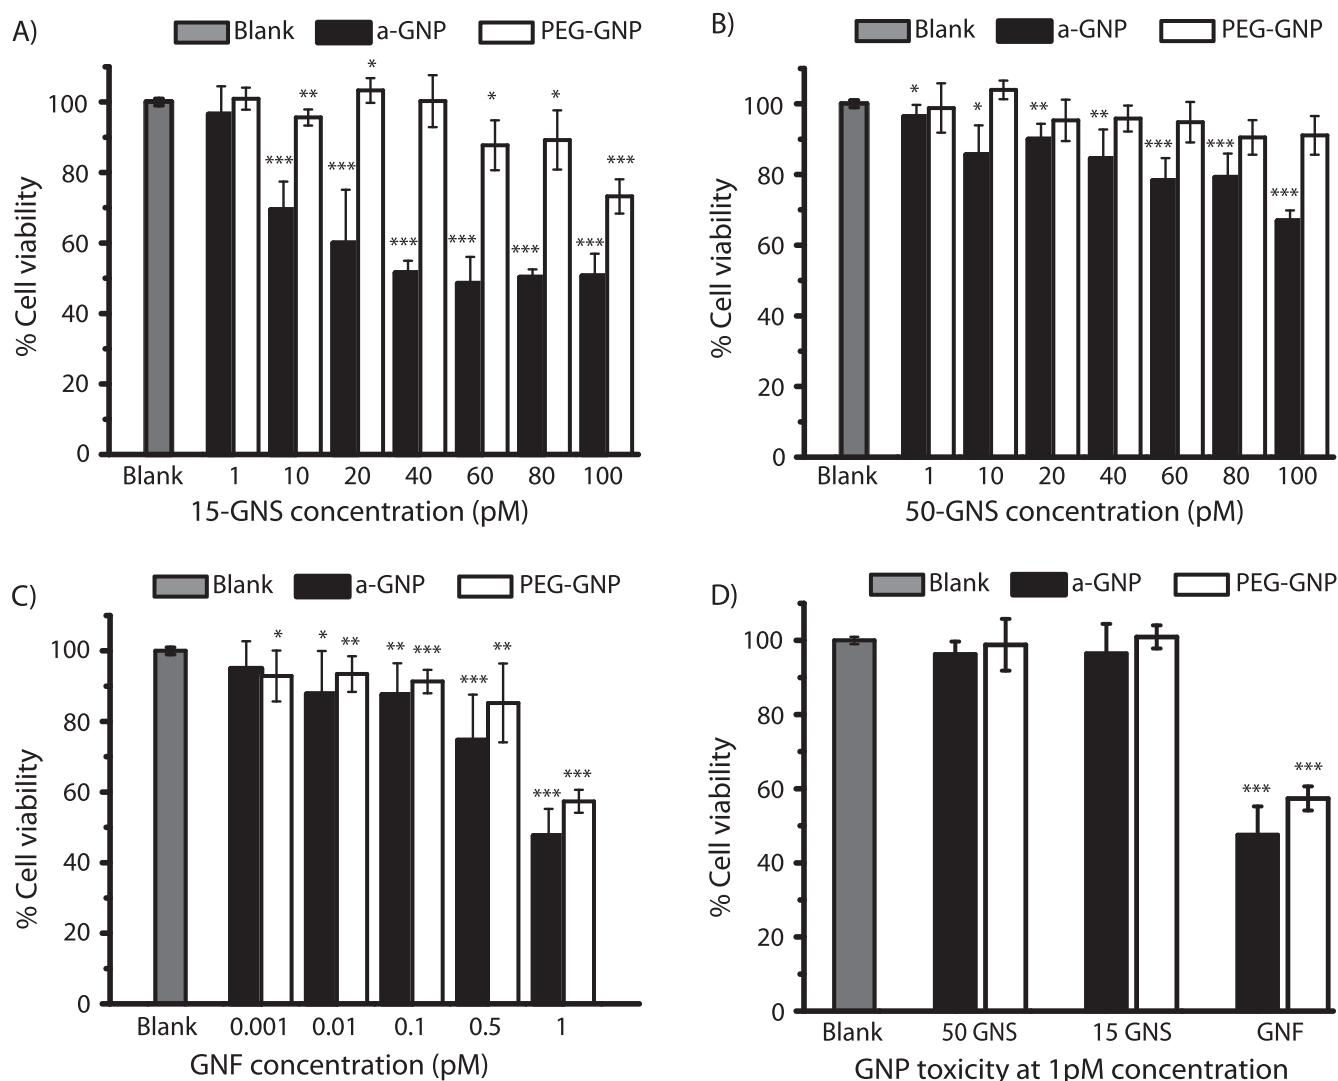 A)
Blank a-GNP PEG-GNP
% Cell viability
100
80
60
40
20
0
*** ** *** * *** *** * *** * *** ***
Blank 1 10 20 40 60 80 100
15-GNS concentration (pM)
B)
Blank a-GNP PEG-GNP
% Cell viability
100
80
60
40
20
0
* * ** ** *** *** ***
Blank 1 10 20 40 60 80 100
50-GNS concentration (pM)
C)
Blank a-GNP PEG-GNP
% Cell viability
100
80
60
40
20
0
* * ** ** *** *** ** *** ***
Blank 0.001 0.01 0.1 0.5 1
GNF concentration (pM)
D)
Blank a-GNP PEG-GNP
% Cell viability
100
80
60
40
20
0
*** ***
Blank 50 GNS 15 GNS GNF
GNP toxicity at 1pM concentration